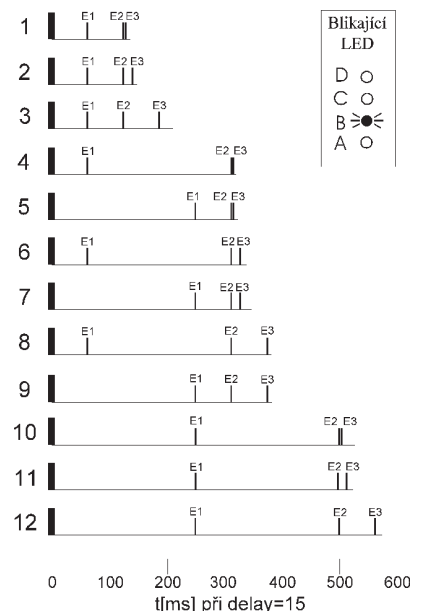 Blikající
LED
D
C
B
A
1 E1 E2 E3
2 E1 E2 E3
3 E1 E2 E3
4 E1 E2 E3
5 E1 E2 E3
6 E1 E2 E3
7 E1 E2 E3
8 E1 E2 E3
9 E1 E2 E3
10 E1 E2 E3
11 E1 E2 E3
12 E1 E2 E3
0 100 200 300 400 500 600
t[ms] při delay=15